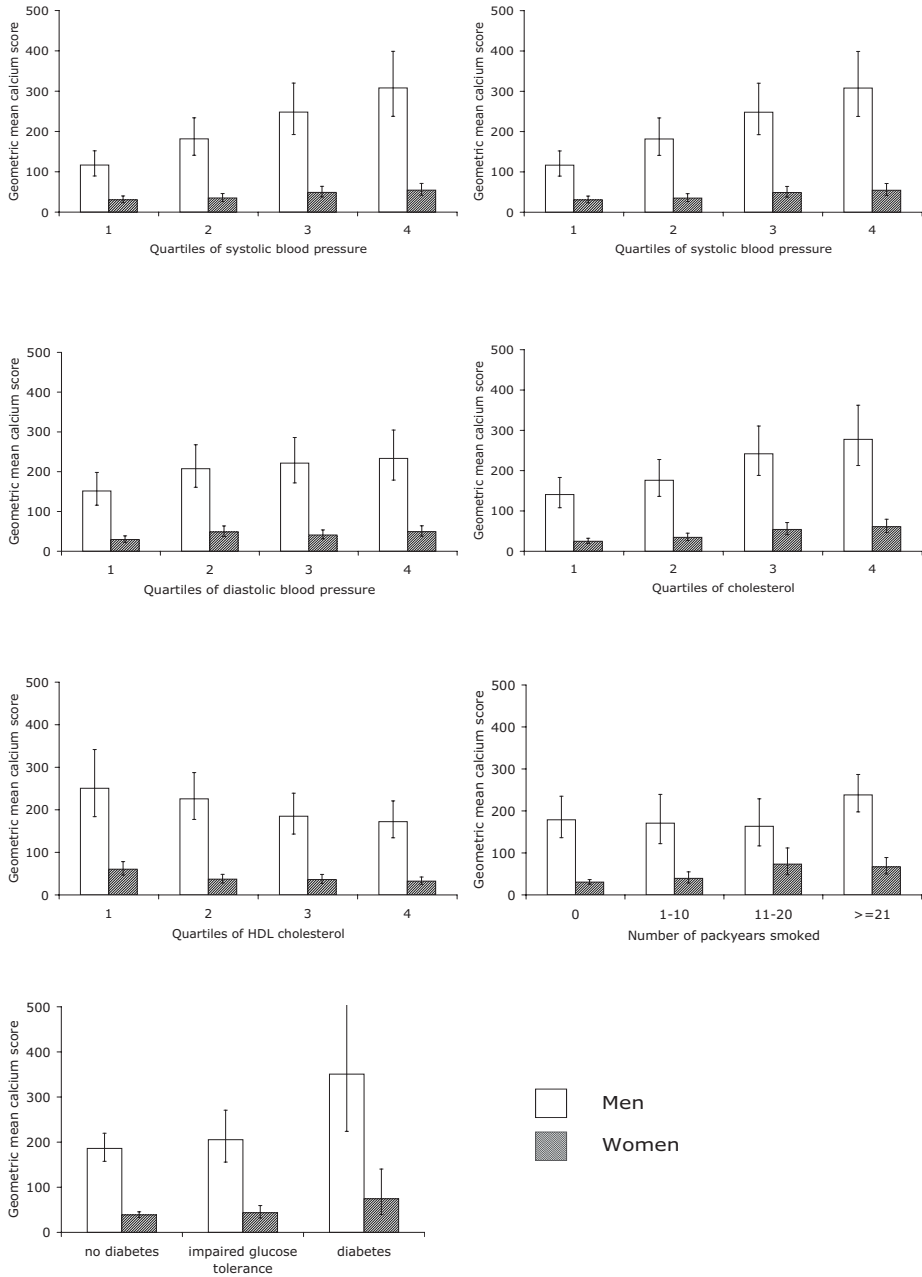 Geometric mean calcium score
500
400
300
200
100
0
1 2 3 4
Quartiles of systolic blood pressure
Geometric mean calcium score
500
400
300
200
100
0
1 2 3 4
Quartiles of systolic blood pressure
Geometric mean calcium score
500
400
300
200
100
0
1 2 3 4
Quartiles of diastolic blood pressure
Geometric mean calcium score
500
400
300
200
100
0
1 2 3 4
Quartiles of cholesterol
Geometric mean calcium score
500
400
300
200
100
0
1 2 3 4
Quartiles of HDL cholesterol
Geometric mean calcium score
500
400
300
200
100
0
0 1-10 11-20 >=21
Number of packyears smoked
Geometric mean calcium score
500
400
300
200
100
0
no diabetes impaired glucose diabetes
tolerance
Men
Women